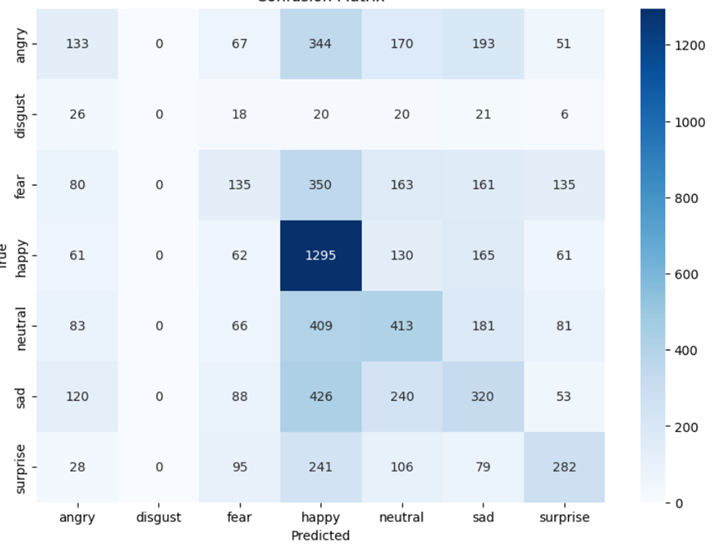 Confusion Matrix
angry 133 0 67 344 170 193 51
disgust 26 0 18 20 20 21 6
fear 80 0 135 350 163 161 135
happy 61 0 62 1295 130 165 61
neutral 83 0 66 409 413 181 81
sad 120 0 88 426 240 320 53
surprise 28 0 95 241 106 79 282
angry disgust fear happy neutral sad surprise
Predicted
True
1200
1000
800
600
400
200
0